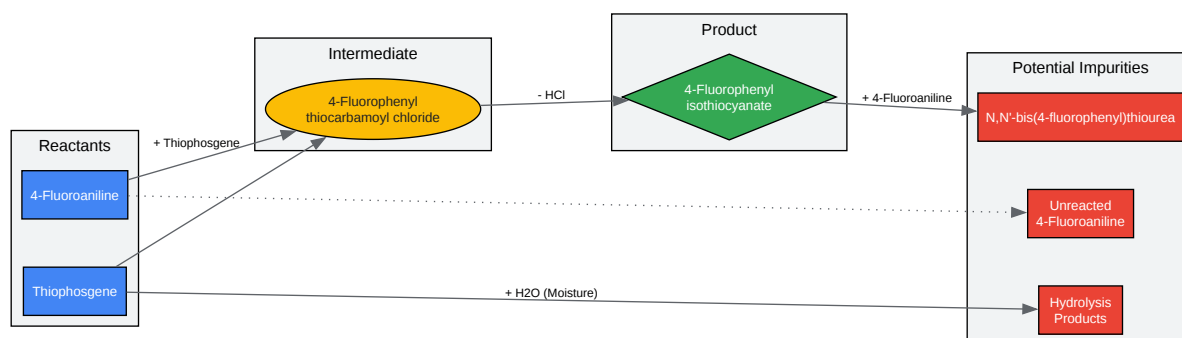 Reactants
4-Fluoroaniline
Thiophosgene
+ Thiophosgene
Intermediate
4-Fluorophenyl
thiocarbamoyl chloride
- HCl
Product
4-Fluorophenyl
isothiocyanate
+ 4-Fluoroaniline
+ H2O (Moisture)
Potential Impurities
N,N'-bis(4-fluorophenyl)thiourea
Unreacted
4-Fluoroaniline
Hydrolysis
Products